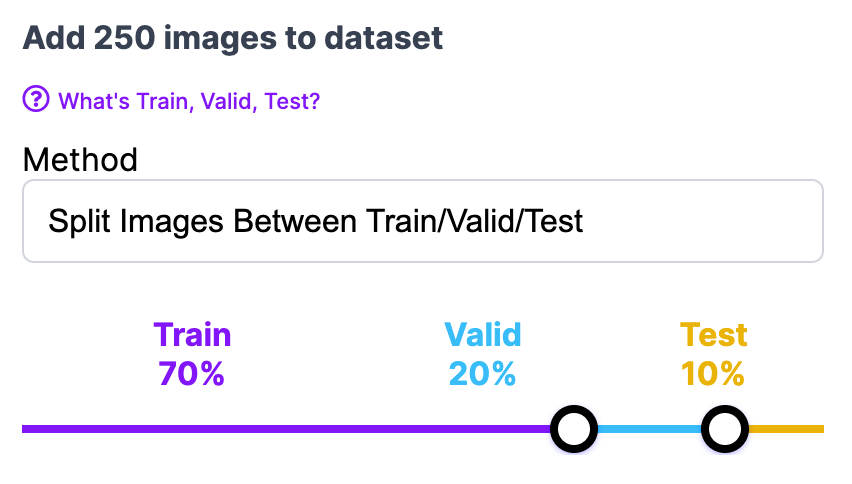 Add 250 images to dataset
What's Train, Valid, Test?
Method
Split Images Between Train/Valid/Test
Train Valid Test
70% 20% 10%